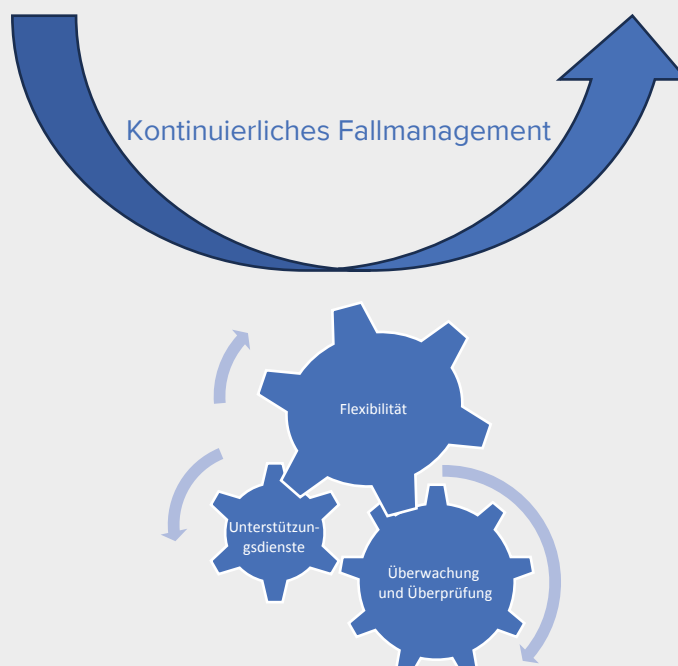 Kontinuierliches Fallmanagement
Flexibilität
Unterstützun-
gsdienste
Überwachung
und Überprüfung